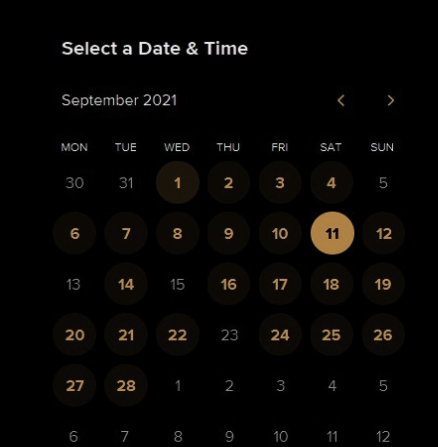 Select a Date & Time
September 2021
MON TUE WED THU FRI SAT SUN
30 31 1 2 3 4 5
6 7 8 9 10 11 12
13 14 15 16 17 18 19
20 21 22 23 24 25 26
27 28 1 2 3 4 5
6 7 8 9 10 11 12